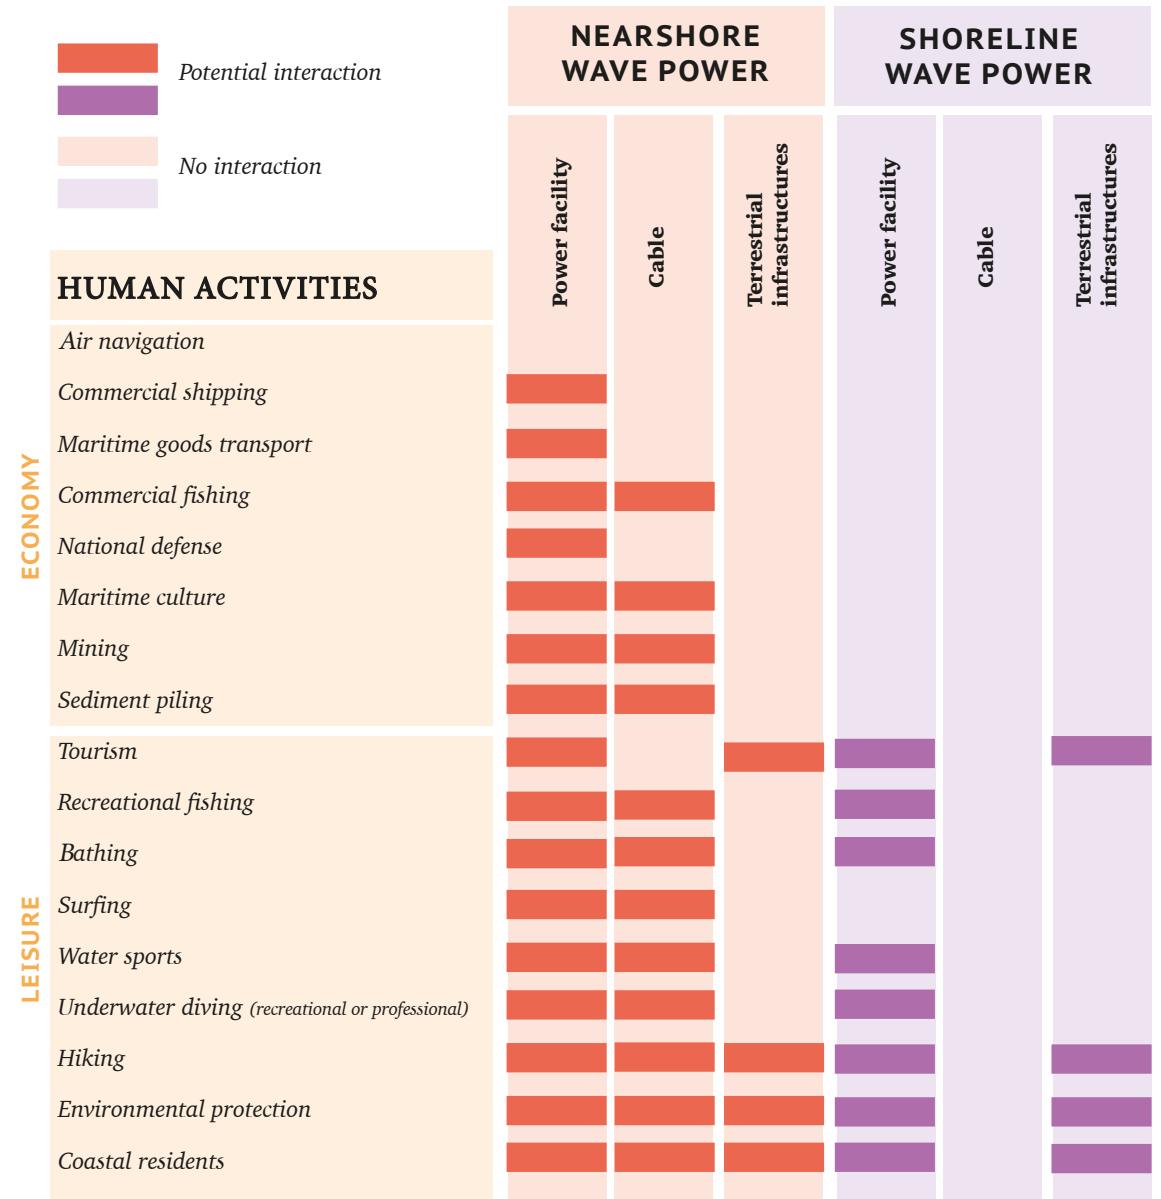 NEARSHORE
WAVE POWER
SHORELINE
WAVE POWER
Potential interaction
No interaction
Power facility
Cable
Terrestrial
infrastructures
Power facility
Cable
Terrestrial
infrastructures
HUMAN ACTIVITIES
ECONOMY
Air navigation
Commercial shipping
Maritime goods transport
Commercial fishing
National defense
Maritime culture
Mining
Sediment piling
LEISURE
Tourism
Recreational fishing
Bathing
Surfing
Water sports
Underwater diving (recreational or professional)
Hiking
Environmental protection
Coastal residents